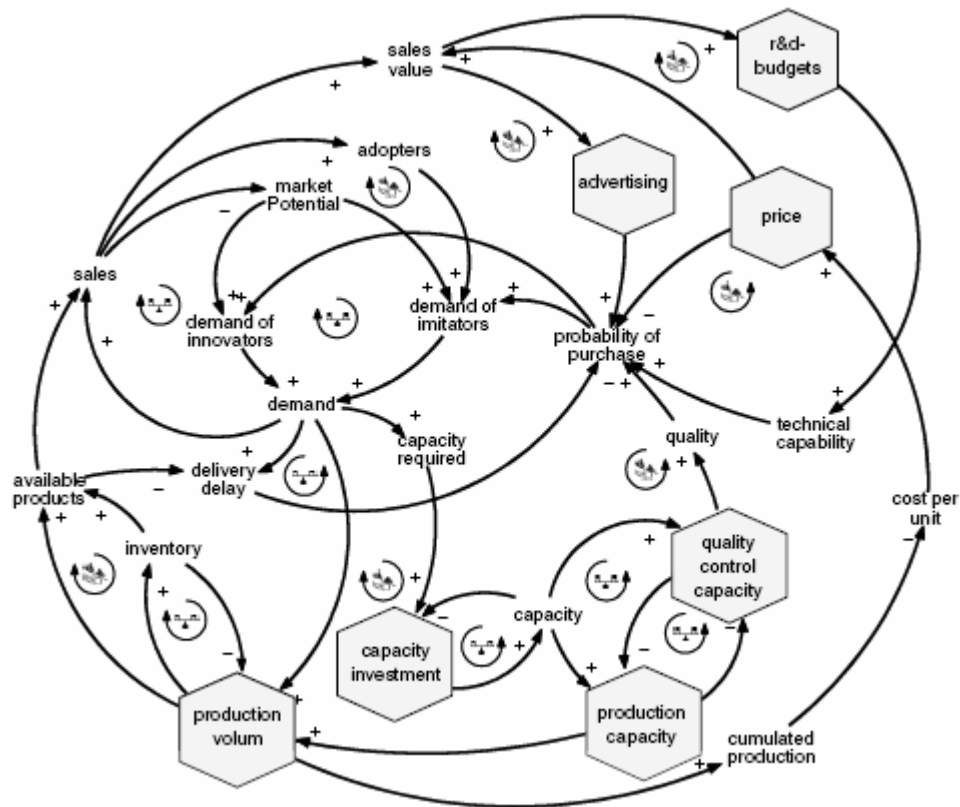 sales
value
r&d-
budgets
adopters
market
Potential
advertising
price
sales
demand of
innovators
demand of
imitators
probability of
purchase
demand
capacity
required
quality
technical
capability
available
products
delivery
delay
cost per
unit
inventory
quality
control
capacity
capacity
capacity
investment
production
volum
production
capacity
cumulated
production